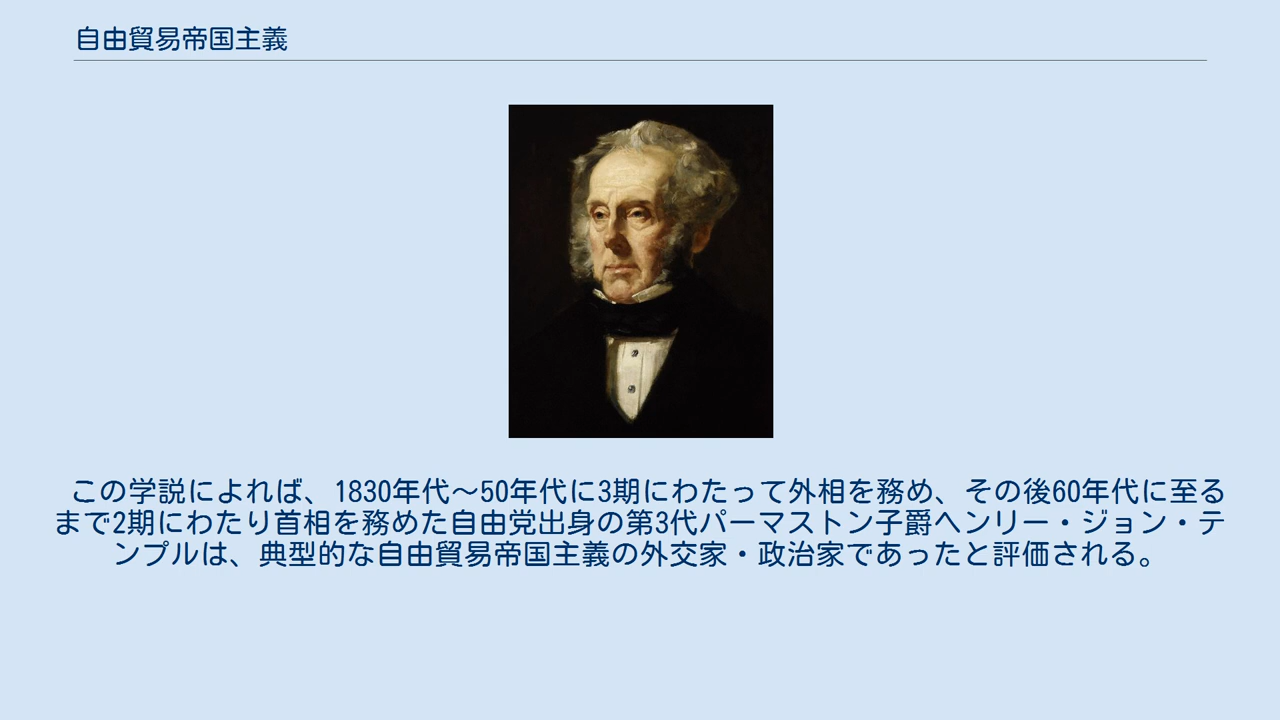 自由貿易帝国主義
この学説によれば、1830年代～50年代に3期にわたって外相を務め、その後60年代に至る
まで2期にわたり首相を務めた自由党出身の第3代パーマストン子爵ヘンリー・ジョン・テ
ンプルは、典型的な自由貿易帝国主義の外交家・政治家であったと評価される。